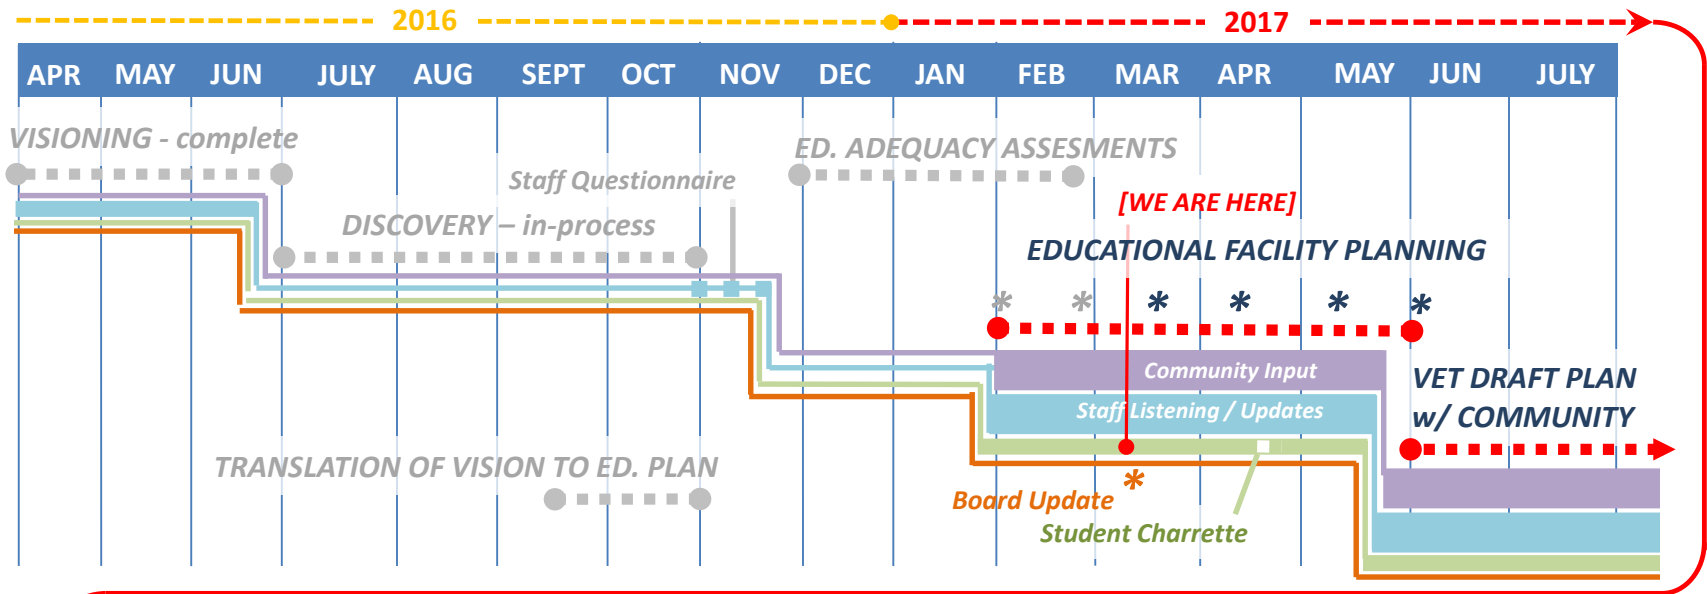 2016 2017
APR MAY JUN JULY AUG SEPT OCT NOV DEC JAN FEB MAR APR MAY JUN JULY
VISIONING - complete
ED. ADEQUACY ASSESMENTS
Staff Questionnaire
[WE ARE HERE]
DISCOVERY – in-process
EDUCATIONAL FACILITY PLANNING
* * * * * *
Community Input
VET DRAFT PLAN
w/ COMMUNITY
Staff Listening / Updates
TRANSLATION OF VISION TO ED. PLAN
Board Update *
Student Charrette